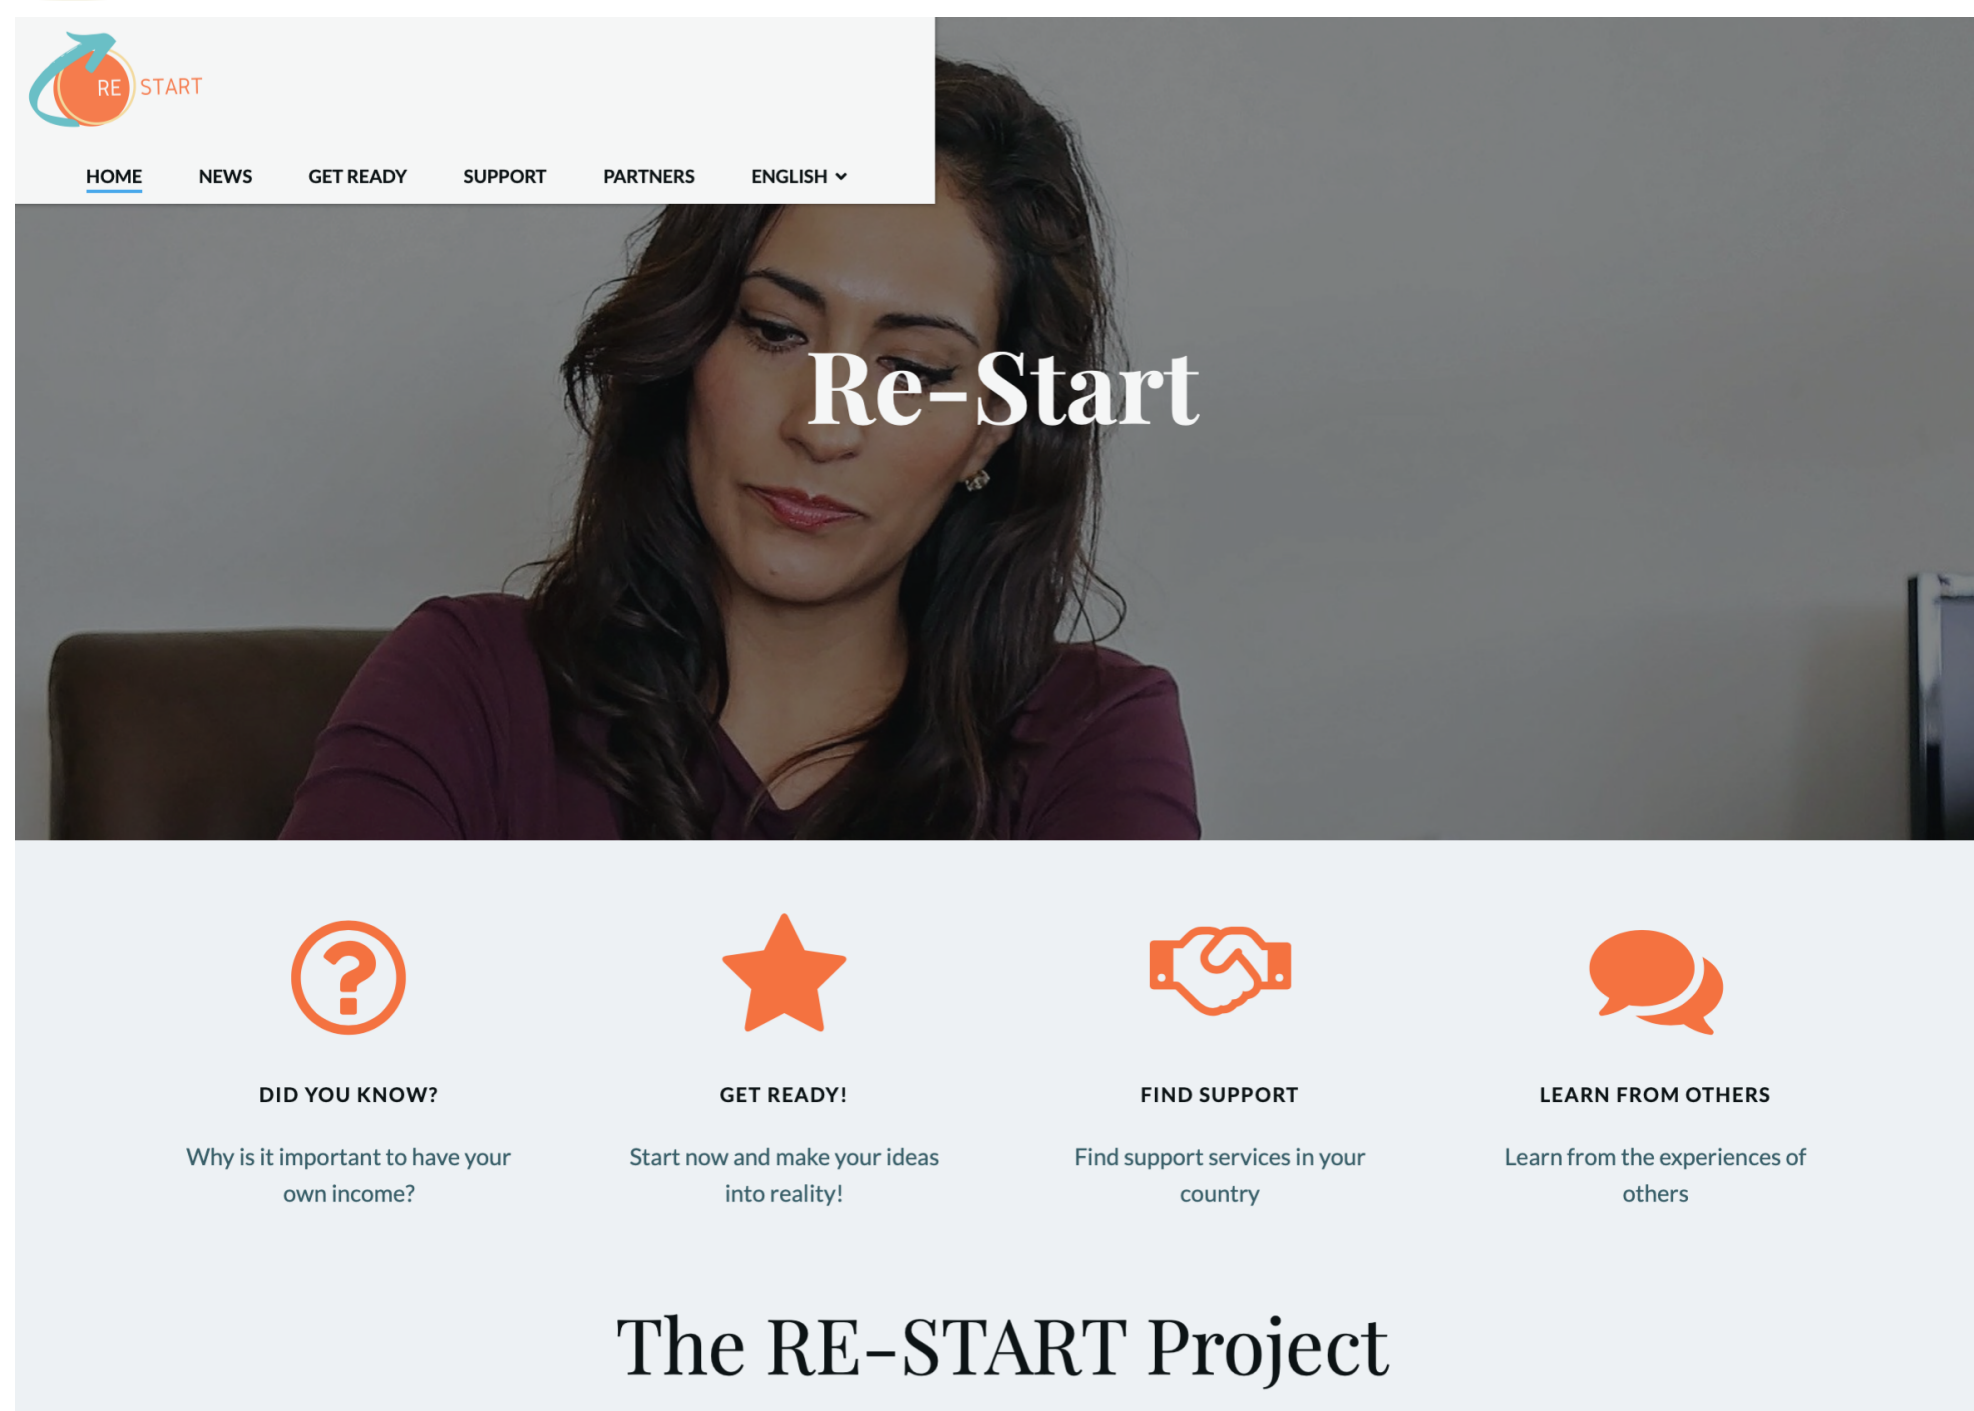 RE START
HOME NEWS GET READY SUPPORT PARTNERS ENGLISH
Re-Start
DID YOU KNOW?
Why is it important to have your
own income?
GET READY!
Start now and make your ideas
into reality!
FIND SUPPORT
Find support services in your
country
LEARN FROM OTHERS
Learn from the experiences of
others
The RE-START Project